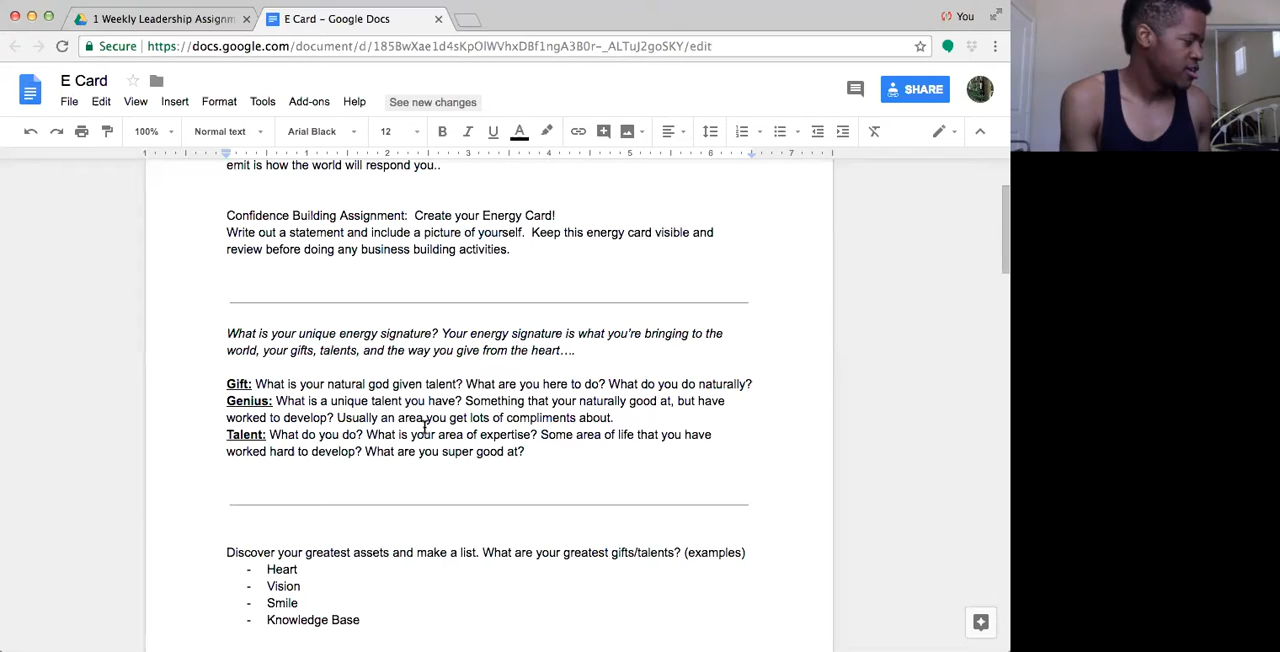 1 Weekly Leadership Assignm
E Card - Google Docs
You
Secure
https://docs.google.com/document/d/185BwXae1d4sKpOlWVhxDBf1ngA3B0r-_ALTuJ2goSKY/edit
E Card
File Edit View Insert Format Tools Add-ons Help See new changes
SHARE
100% Normal text Arial Black 12 B I U A
1 1 2 3 4 5 6 7
emit is how the world will respond you..
Confidence Building Assignment: Create your Energy Card!
Write out a statement and include a picture of yourself. Keep this energy card visible and
review before doing any business building activities.
What is your unique energy signature? Your energy signature is what you're bringing to the
world, your gifts, talents, and the way you give from the heart….
Gift: What is your natural god given talent? What are you here to do? What do you do naturally?
Genius: What is a unique talent you have? Something that your naturally good at, but have
worked to develop? Usually an area you get lots of compliments about.
Talent: What do you do? What is your area of expertise? Some area of life that you have
worked hard to develop? What are you super good at?
Discover your greatest assets and make a list. What are your greatest gifts/talents? (examples)
- Heart
- Vision
- Smile
- Knowledge Base